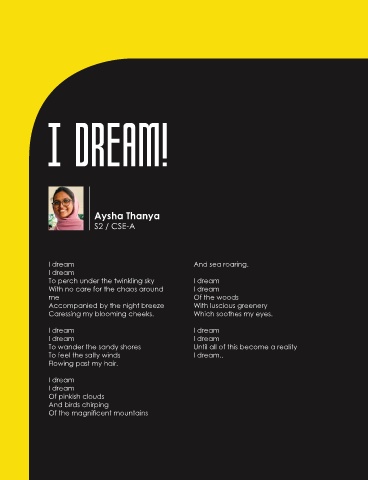 I DREAM!
Aysha Thanya
S2 / CSE-A
I dream
I dream
To perch under the twinkling sky
With no care for the chaos around
me
Accompanied by the night breeze
Caressing my blooming cheeks.
I dream
I dream
To wander the sandy shores
To feel the salty winds
Flowing past my hair.
I dream
I dream
Of pinkish clouds
And birds chirping
Of the magnificent mountains
And sea roaring.
I dream
I dream
Of the woods
With luscious greenery
Which soothes my eyes.
I dream
I dream
Until all of this become a reality
I dream..